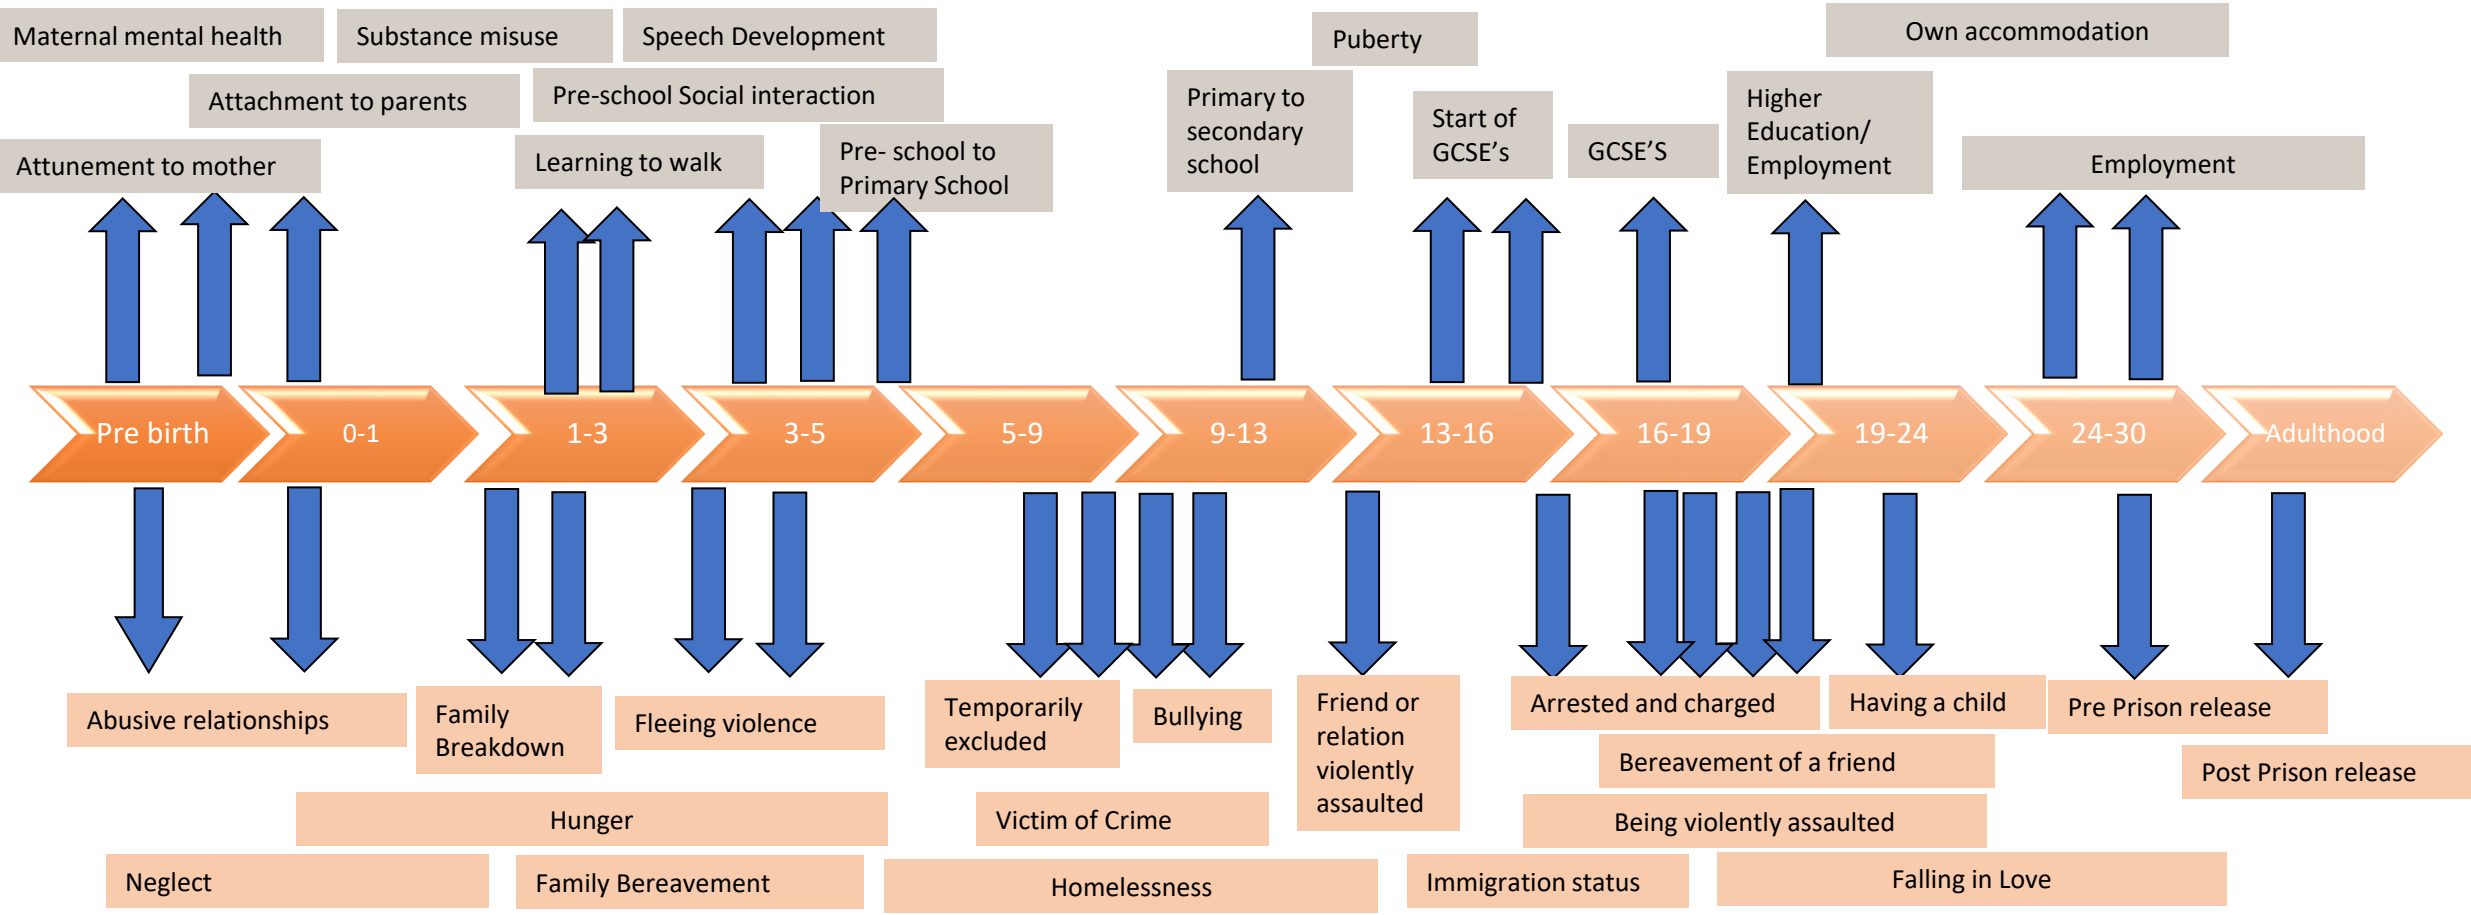 Maternal mental health
Substance misuse
Speech Development
Puberty
Own accommodation
Attachment to parents
Pre-school Social interaction
Primary to
secondary
school
Start of
GCSE’s
GCSE’S
Higher
Education/
Employment
Attunement to mother
Learning to walk
Pre- school to
Primary School
Employment
Pre birth
0-1
1-3
3-5
5-9
9-13
13-16
16-19
19-24
24-30
Adulthood
Abusive relationships
Family
Breakdown
Fleeing violence
Temporarily
excluded
Bullying
Friend or
relation
violently
assaulted
Arrested and charged
Having a child
Pre Prison release
Bereavement of a friend
Post Prison release
Hunger
Victim of Crime
Being violently assaulted
Neglect
Family Bereavement
Homelessness
Immigration status
Falling in Love